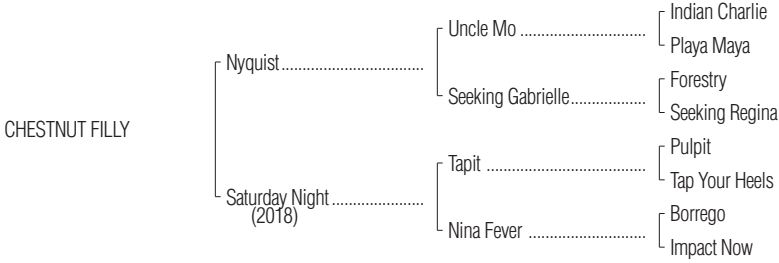 Indian Charlie
Uncle Mo ..............................
Playa Maya
Nyquist..................................
Forestry
Seeking Gabrielle..................
Seeking Regina
CHESTNUT FILLY
Pulpit
Tapit ......................................
Tap Your Heels
Saturday Night ......................
(2018)
Borrego
Nina Fever ............................
Impact Now